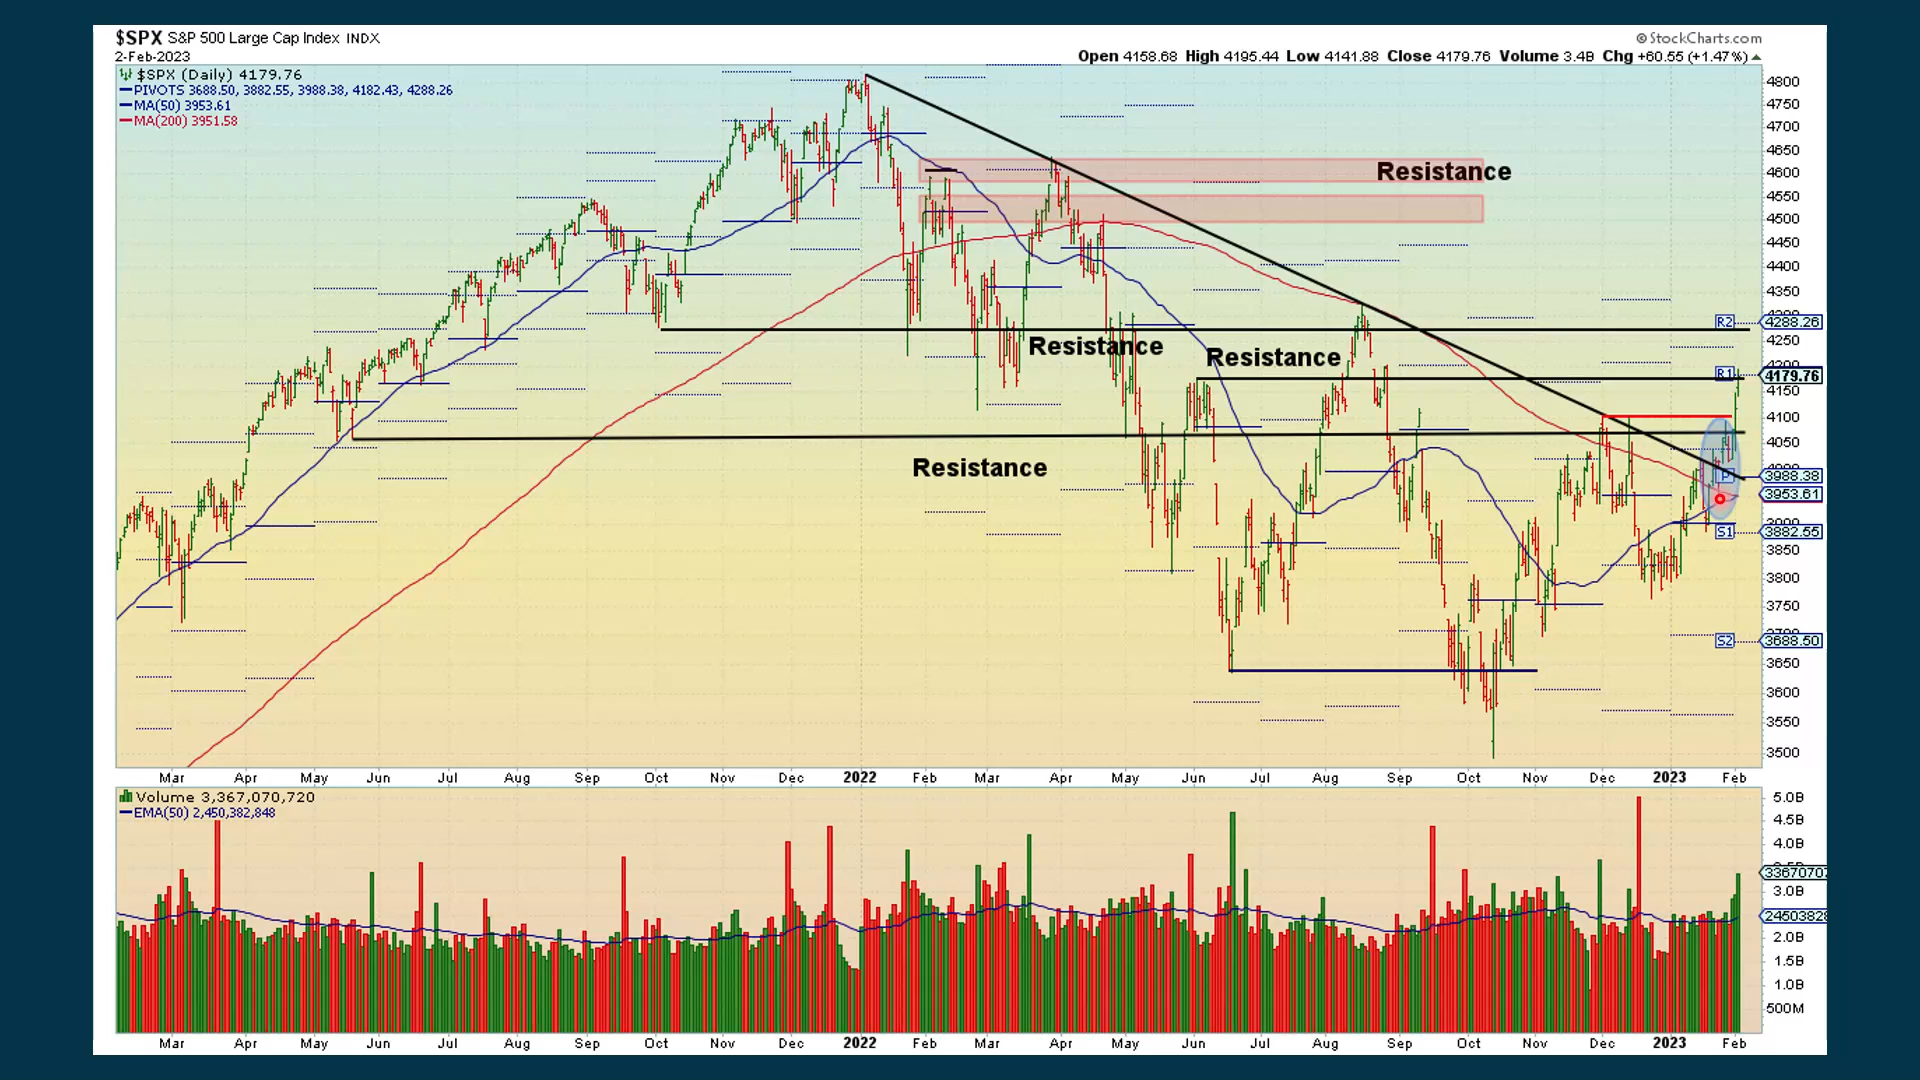 $SPX S&P 500 Large Cap Index INDX
© StockCharts.com
2-Feb-2023
Open 4158.68 High 4195.44 Low 4141.88 Close 4179.76 Volume 3.4B Chg +60.55 (+1.47%)
$SPX (Daily) 4179.76
PIVOTS 3688.50, 3882.55, 3988.38, 4182.43, 4288.26
MA(50) 3953.61
MA(200) 3951.58
4800
4750
4700
4650
4600
4550
4500
4450
4400
4350
R2 4288.26
4250
4200
R1 4179.76
4150
4100
4050
4000
P 3988.38
3953.61
3900
S1 3882.55
3850
3800
3750
3700
S2 3688.50
3650
3600
3550
3500
Resistance
Resistance
Resistance
Resistance
Mar Apr May Jun Jul Aug Sep Oct Nov Dec 2022 Feb Mar Apr May Jun Jul Aug Sep Oct Nov Dec 2023 Feb
Volume 3,367,070,720
EMA(50) 2,450,382,848
5.0B
4.5B
4.0B
33670707
3.0B
24503828
2.0B
1.5B
1.0B
500M
Mar Apr May Jun Jul Aug Sep Oct Nov Dec 2022 Feb Mar Apr May Jun Jul Aug Sep Oct Nov Dec 2023 Feb